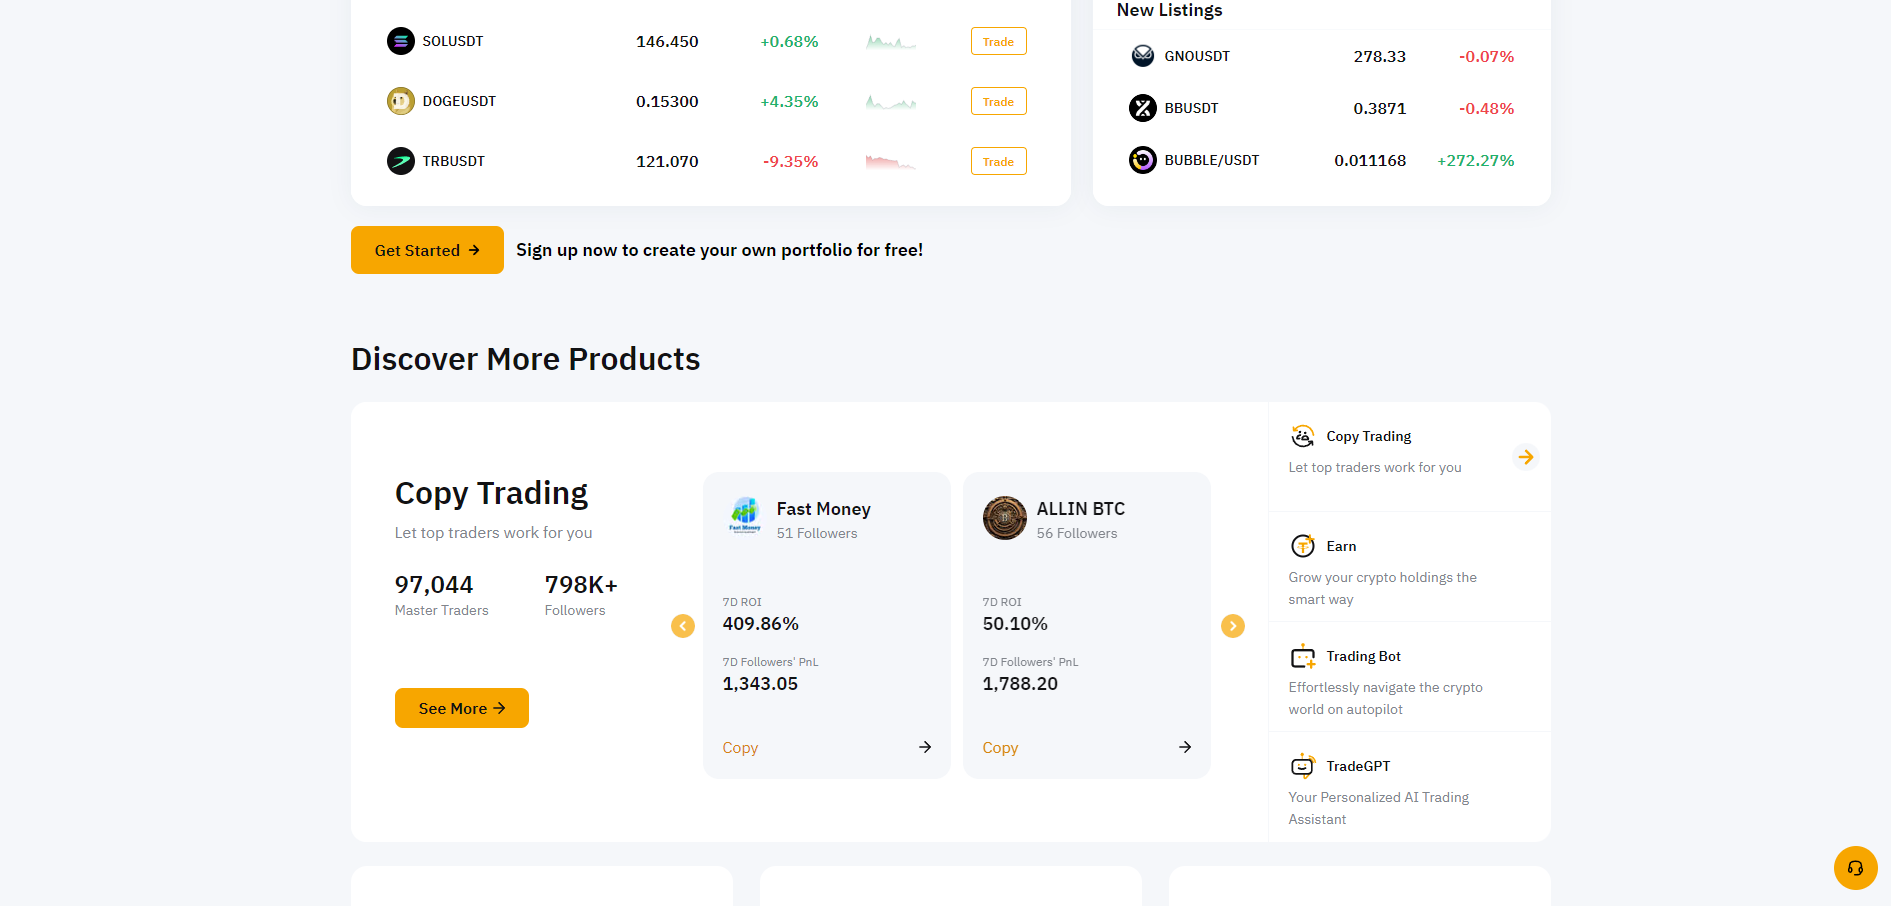 New Listings
SOLUSDT 146.450 +0.68% Trade
GNOUSDT 278.33 -0.07%
DOGEUSDT 0.15300 +4.35% Trade
BBUSDT 0.3871 -0.48%
TRBUSDT 121.070 -9.35% Trade
BUBBLE/USDT 0.011168 +272.27%
Get Started → Sign up now to create your own portfolio for free!
Discover More Products
Copy Trading
Let top traders work for you
97,044 798K+
Master Traders Followers
See More →
Fast Money
51 Followers
7D ROI
409.86%
7D Followers' PnL
1,343.05
Copy →
ALLIN BTC
56 Followers
7D ROI
50.10%
7D Followers' PnL
1,788.20
Copy →
Copy Trading
Let top traders work for you
Earn
Grow your crypto holdings the
smart way
Trading Bot
Effortlessly navigate the crypto
world on autopilot
TradeGPT
Your Personalized AI Trading
Assistant